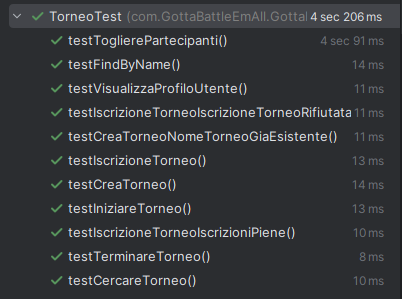 TorneoTest (com.GottaBattleEmAll.Gottal 4 sec 206 ms
testToglierePartecipanti() 4 sec 91 ms
testFindByName() 14 ms
testVisualizzaProfiloUtente() 11 ms
testIscrizioneTorneoIscrizioneTorneoRifiutata 11 ms
testCreaTorneoNomeTorneoGiaEsistente() 11 ms
testIscrizioneTorneo() 13 ms
testCreaTorneo() 14 ms
testIniziareTorneo() 13 ms
testIscrizioneTorneoIscrizioniPiene() 10 ms
testTerminareTorneo() 8 ms
testCercareTorneo() 10 ms